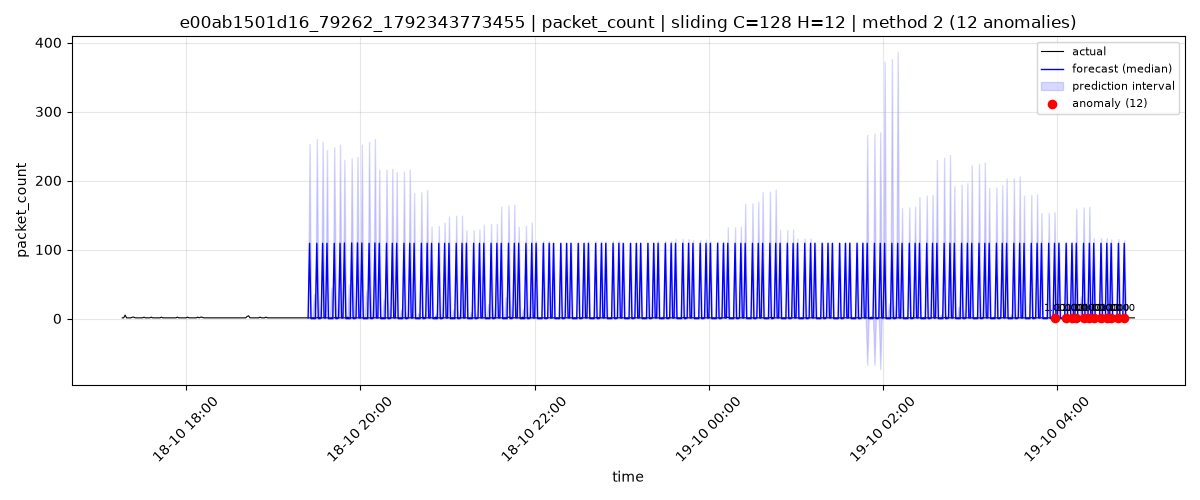 e00ab1501d16_79262_1792343773455 | packet_count | sliding C=128 H=12 | method 2 (12 anomalies)
actual
forecast (median)
prediction interval
anomaly (12)
packet_count
400
300
200
100
0
18-10 18:00
18-10 20:00
18-10 22:00
19-10 00:00
19-10 02:00
19-10 04:00
time